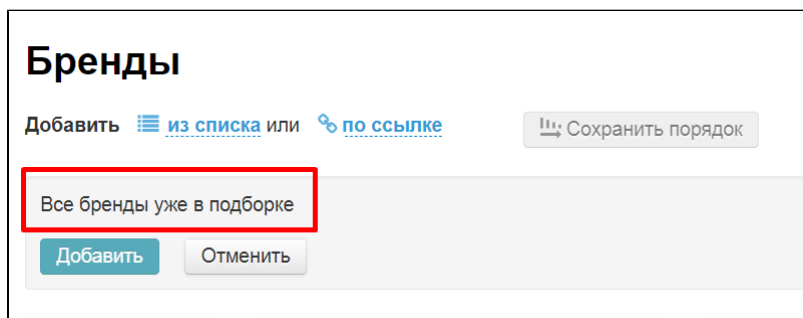 Бренды
Добавить из списка или по ссылке Сохранить порядок
Все бренды уже в подборке
Добавить Отменить